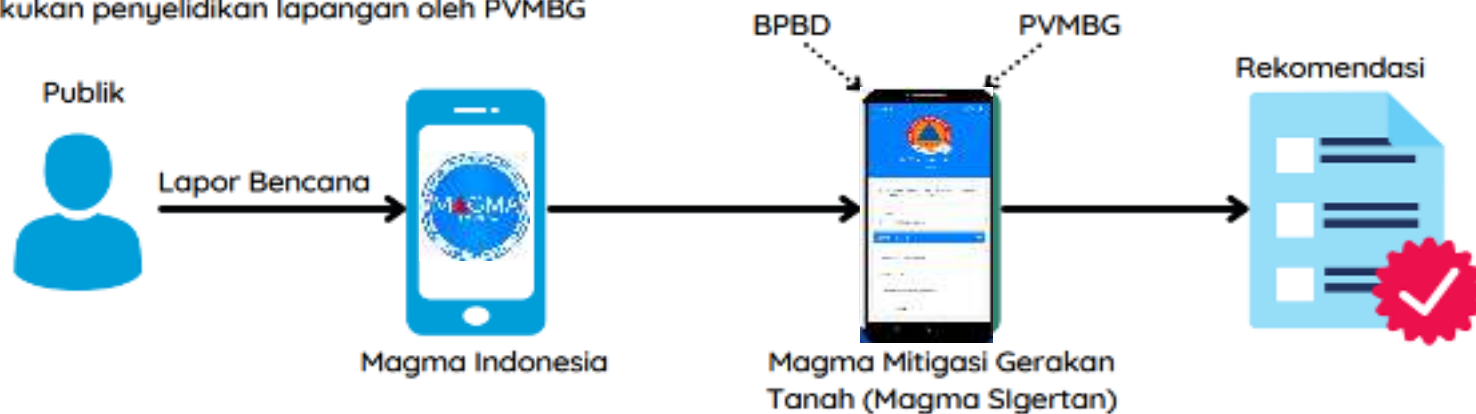 kukan penyelidikan lapangan oleh PVMBG
BPBD
PVMBG
Publik
Rekomendasi
Lapor Bencana
MAGMA
Magma Indonesia
Magma Mitigasi Gerakan
Tanah (Magma SIgertan)